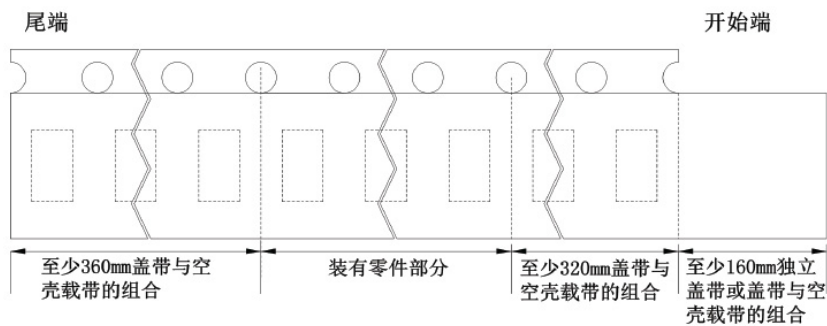 尾端
开始端
至少360mm盖带与空
壳载带的组合
装有零件部分
至少320mm盖带与
空壳载带的组合
至少160mm独立
盖带或盖带与空
壳载带的组合